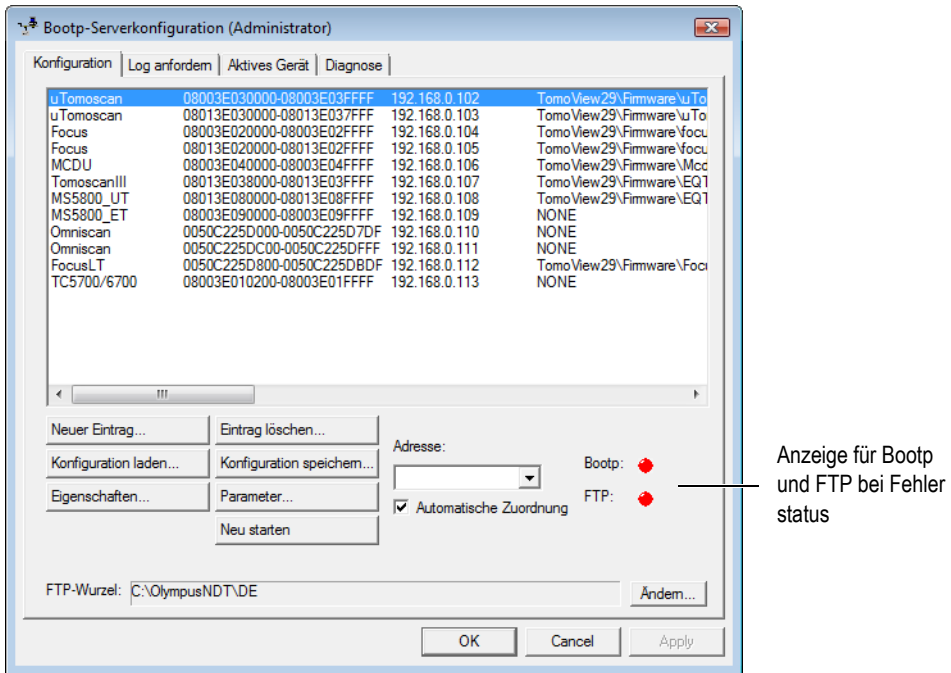 Bootp-Serverkonfiguration (Administrator)
Konfiguration Log anfordern Aktives Gerät Diagnose
uTomoscan 08003E030000-08003E03FFFF 192.168.0.102 TomoView29\Firmware\uTo
uTomoscan 08013E030000-08013E037FFF 192.168.0.103 TomoView29\Firmware\uTo
Focus 08003E020000-08003E02FFFF 192.168.0.104 TomoView29\Firmware\focu
Focus 08013E020000-08013E02FFFF 192.168.0.105 TomoView29\Firmware\focu
MCDU 08003E040000-08003E04FFFF 192.168.0.106 TomoView29\Firmware\Mcd
TomoscanIII 08013E038000-08013E03FFFF 192.168.0.107 TomoView29\Firmware\EQT
MS5800_UT 08013E080000-08013E08FFFF 192.168.0.108 TomoView29\Firmware\EQT
MS5800_ET 08003E090000-08003E09FFFF 192.168.0.109 NONE
Omniscan 0050C225D000-0050C225D7DF 192.168.0.110 NONE
Omniscan 0050C225DC00-0050C225DFFF 192.168.0.111 NONE
FocusLT 0050C225D800-0050C225DBDF 192.168.0.112 TomoView29\Firmware\Focu
TC5700/6700 08003E010200-08003E01FFFF 192.168.0.113 NONE
Neuer Eintrag... Eintrag löschen...
Konfiguration laden... Konfiguration speichern...
Eigenschaften... Parameter...
Neu starten
Adresse:
Automatische Zuordnung
Bootp:
FTP:
Anzeige für Bootp
und FTP bei Fehler
status
FTP-Wurzel: C:\OlympusNDT\DE Ändern...
OK Cancel Apply